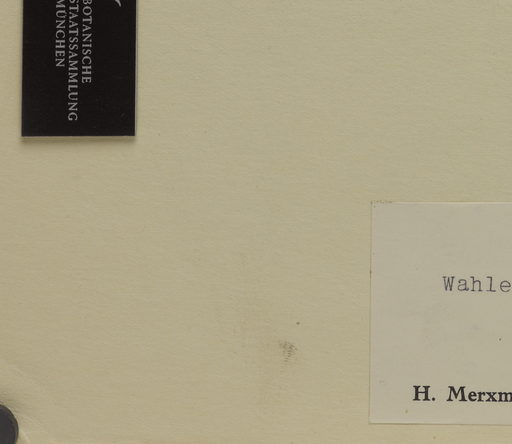 BOTANISCHE
STAATSSAMMLUNG
MÜNCHEN
Wahle
H. Merxm